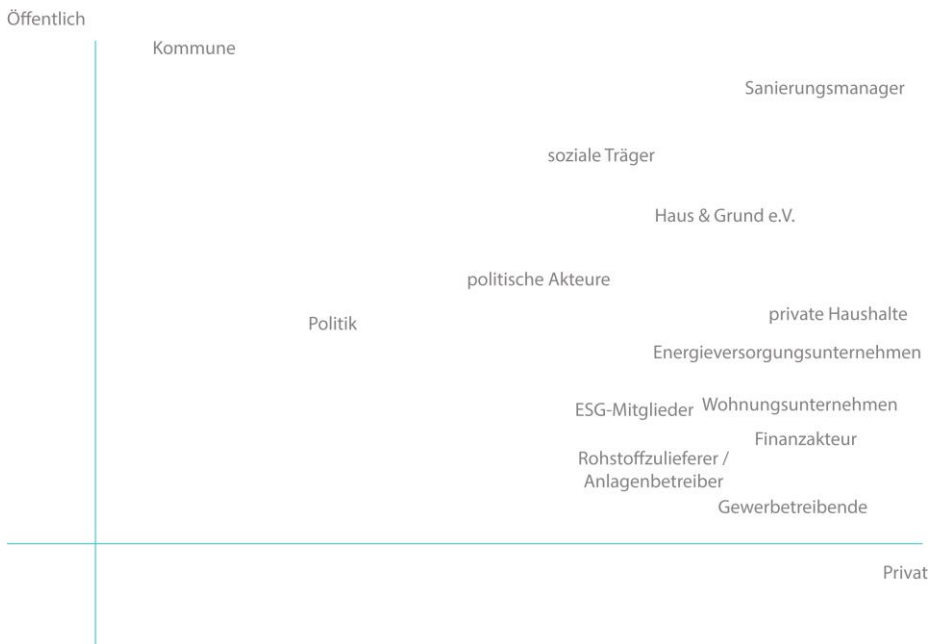 Öffentlich
Kommune
Sanierungsmanager
soziale Träger
Haus & Grund e.V.
politische Akteure
private Haushalte
Politik
Energieversorgungsunternehmen
Wohnungsunternehmen
ESG-Mitglieder
Finanzakteur
Rohstoffzulieferer /
Anlagenbetreiber
Gewerbetreibende
Privat